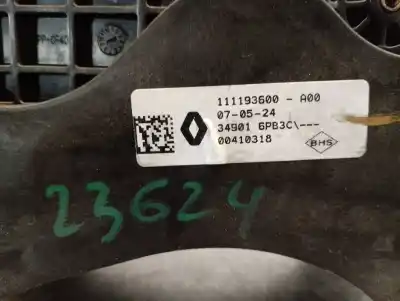 111193600 - A00
07-05-24
34901 6PB3C\---
00410318
BHS
23624